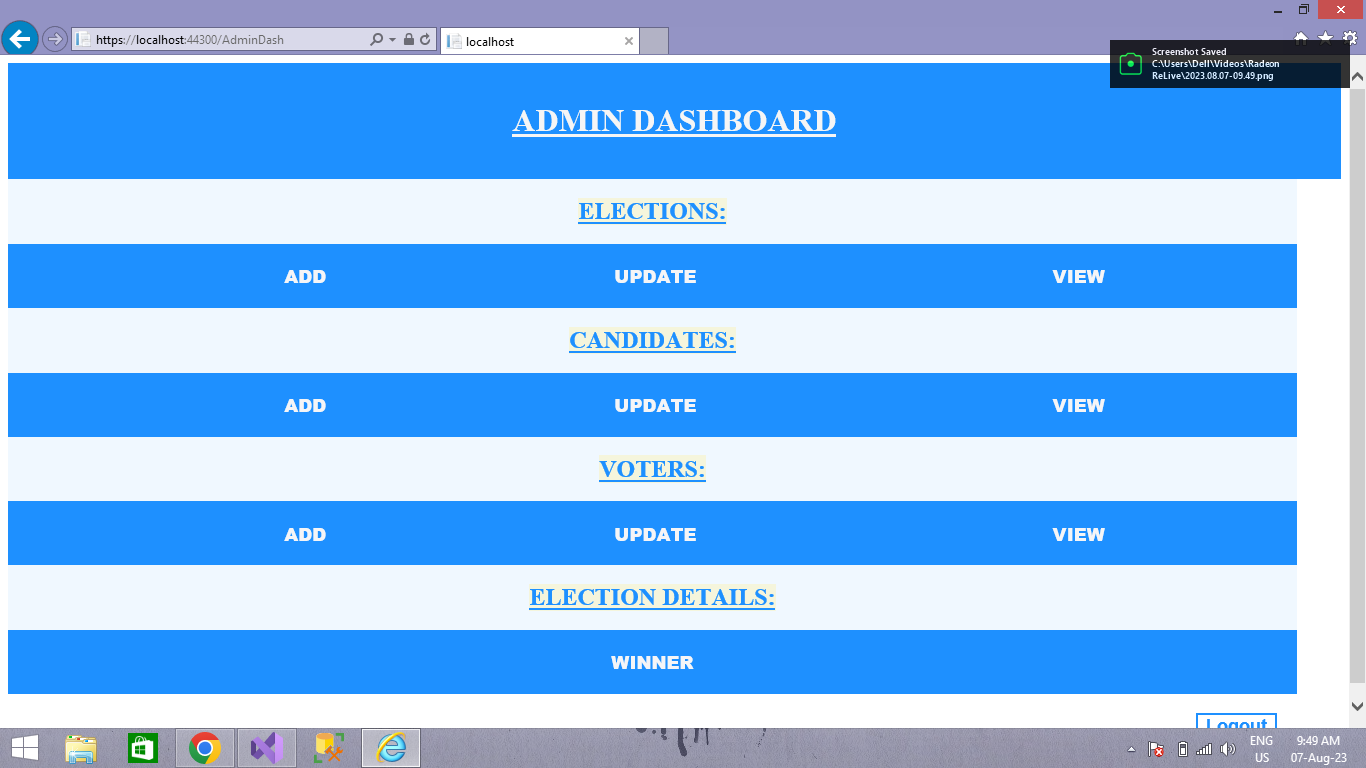 https://localhost:44300/AdminDash
localhost
Screenshot Saved
C:\Users\Dell\Videos\Radeon
ReLive\2023.08.07-09.49.png
ADMIN DASHBOARD
ELECTIONS:
ADD UPDATE VIEW
CANDIDATES:
ADD UPDATE VIEW
VOTERS:
ADD UPDATE VIEW
ELECTION DETAILS:
WINNER
Logout
ENG 9:49 AM
US 07-Aug-23